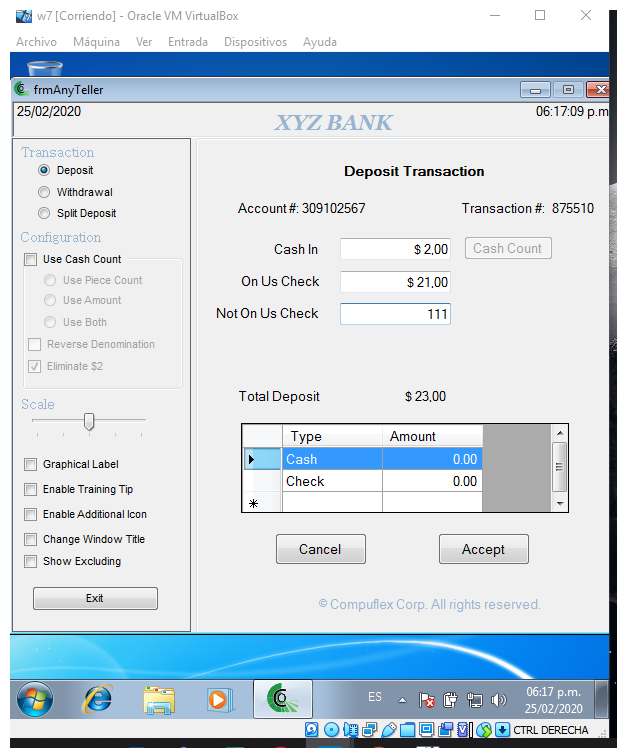 w7 [Corriendo] - Oracle VM VirtualBox
Archivo Máquina Ver Entrada Dispositivos Ayuda
frmAnyTeller
25/02/2020
06:17:09 p.m
XYZ BANK
Transaction
Deposit
Withdrawal
Split Deposit
Configuration
Use Cash Count
Use Piece Count
Use Amount
Use Both
Reverse Denomination
Eliminate $2
Scale
Graphical Label
Enable Training Tip
Enable Additional Icon
Change Window Title
Show Excluding
Exit
Deposit Transaction
Account #: 309102567 Transaction #: 875510
Cash In $ 2,00 Cash Count
On Us Check $ 21,00
Not On Us Check 111
Total Deposit $ 23,00
Type Amount
Cash 0.00
Check 0.00
Cancel Accept
© Compuflex Corp. All rights reserved.
ES
06:17 p.m.
25/02/2020
CTRL DERECHA